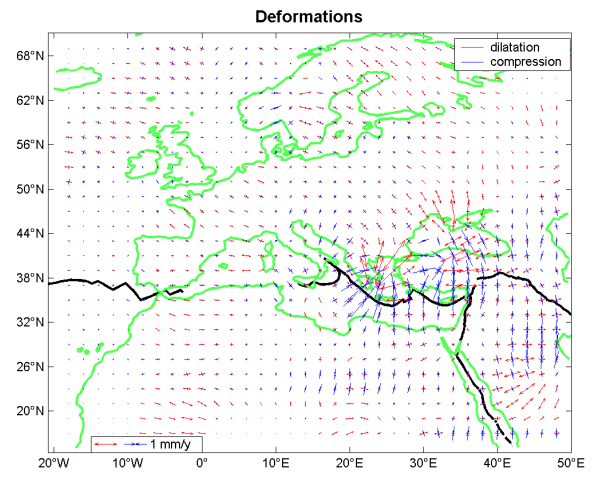 Deformations
dilatation
compression
68°N
62°N
56°N
50°N
44°N
38°N
32°N
26°N
20°N
1 mm/y
20°W 10°W 0° 10°E 20°E 30°E 40°E 50°E